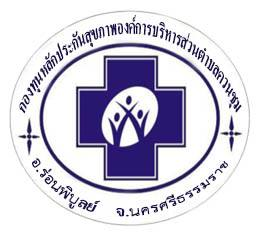 กองทุนหลักประกันสุขภาพองค์การบริหารส่วนตำบลควนชุม
อ.ร่อนพิบูลย์ จ.นครศรีธรรมราช